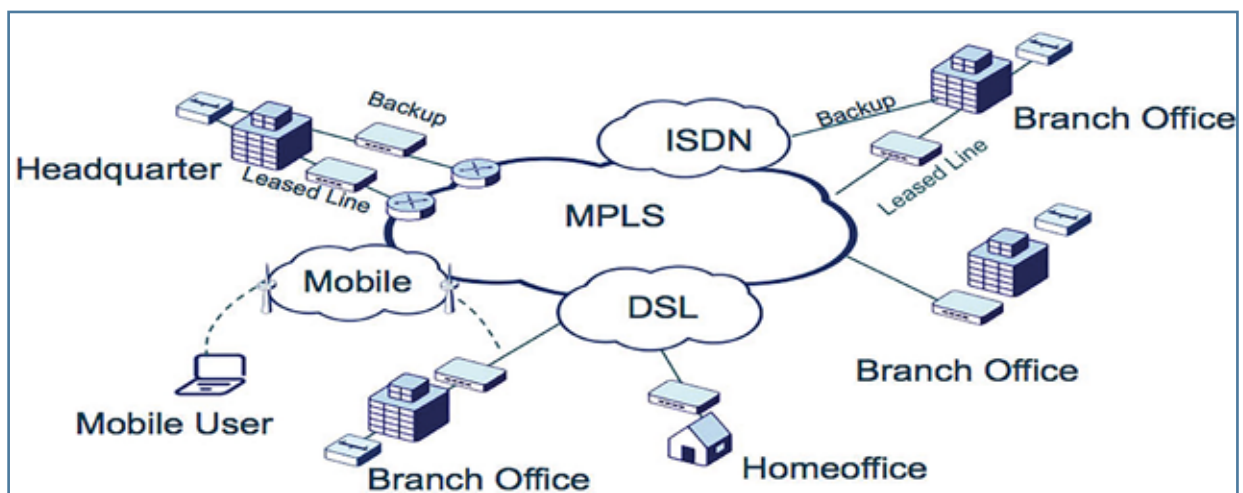 Backup
Headquarter
Leased Line
ISDN
Backup
Branch Office
Leased Line
MPLS
Mobile
DSL
Branch Office
Mobile User
Branch Office
Homeoffice